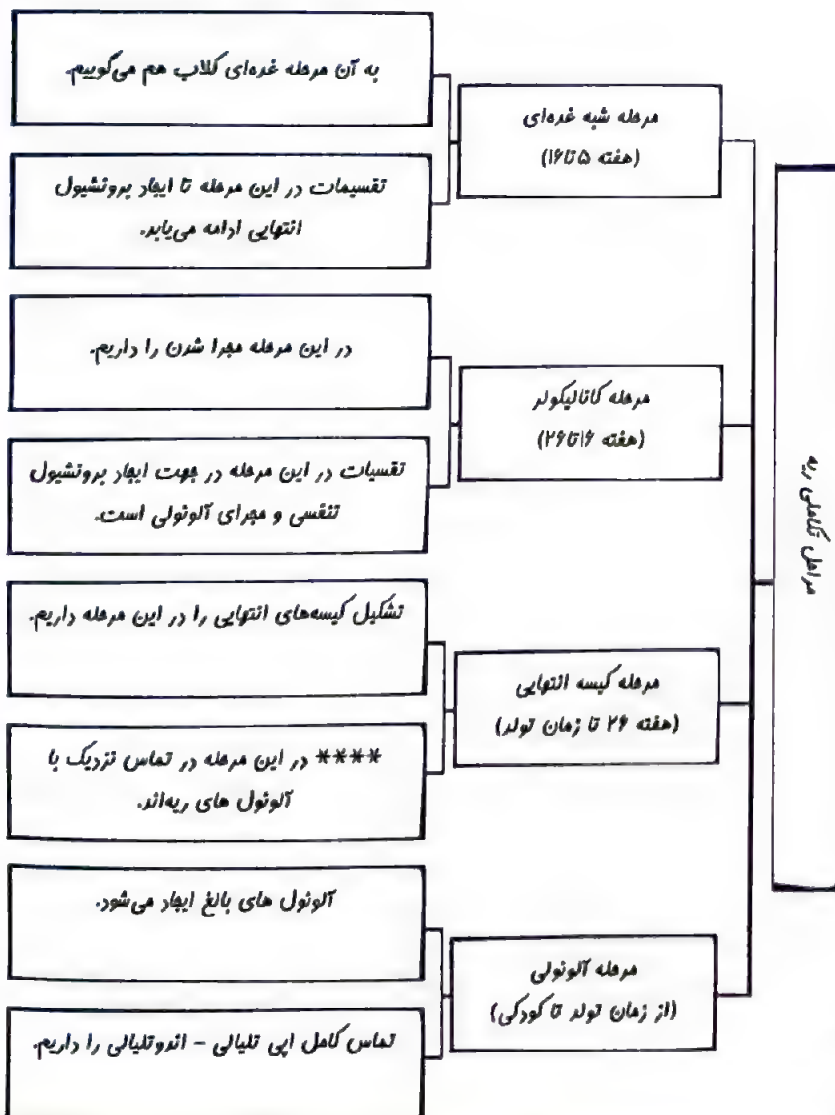 مراحل تکاملی ریه
مرحله شبه غده‌ای
(هفته ۵ تا ۱۶)
به آن مرحله غده‌ای کلاب هم می‌گوییم.
تقسیمات در این مرحله تا ایجاد برونشیول
انتهایی ادامه می‌یابد.
مرحله کانالیکولر
(هفته ۱۶ تا ۲۶)
در این مرحله مجرا شدن را داریم.
تقسیات در این مرحله در جهت ایجاد برونشیول
تنفسی و مجرای آلوئولی است.
مرحله کیسه انتهایی
(هفته ۲۶ تا زمان تولد)
تشکیل کیسه‌های انتهایی را در این مرحله داریم.
**** در این مرحله در تماس نزدیک با
آلوئول های ریه‌اند.
مرحله آلوئولی
(از زمان تولد تا کودکی)
آلوئول های بالغ ایجاد می‌شود.
تماس کامل اپی تلیالی - اندوتلیالی را داریم.